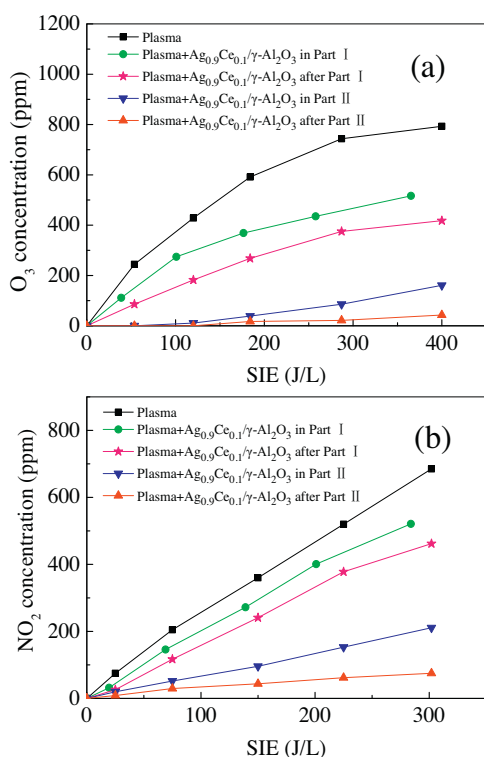 1200
1000
800
600
400
200
0
O₃ concentration (ppm)
Plasma
Plasma+Ag₀.₉Ce₀.₁/γ-Al₂O₃ in Part Ⅰ
Plasma+Ag₀.₉Ce₀.₁/γ-Al₂O₃ after Part Ⅰ
Plasma+Ag₀.₉Ce₀.₁/γ-Al₂O₃ in Part Ⅱ
Plasma+Ag₀.₉Ce₀.₁/γ-Al₂O₃ after Part Ⅱ
(a)
0 100 200 300 400
SIE (J/L)
800
600
400
200
0
NO₂ concentration (ppm)
Plasma
Plasma+Ag₀.₉Ce₀.₁/γ-Al₂O₃ in Part Ⅰ
Plasma+Ag₀.₉Ce₀.₁/γ-Al₂O₃ after Part Ⅰ
Plasma+Ag₀.₉Ce₀.₁/γ-Al₂O₃ in Part Ⅱ
Plasma+Ag₀.₉Ce₀.₁/γ-Al₂O₃ after Part Ⅱ
(b)
0 100 200 300
SIE (J/L)